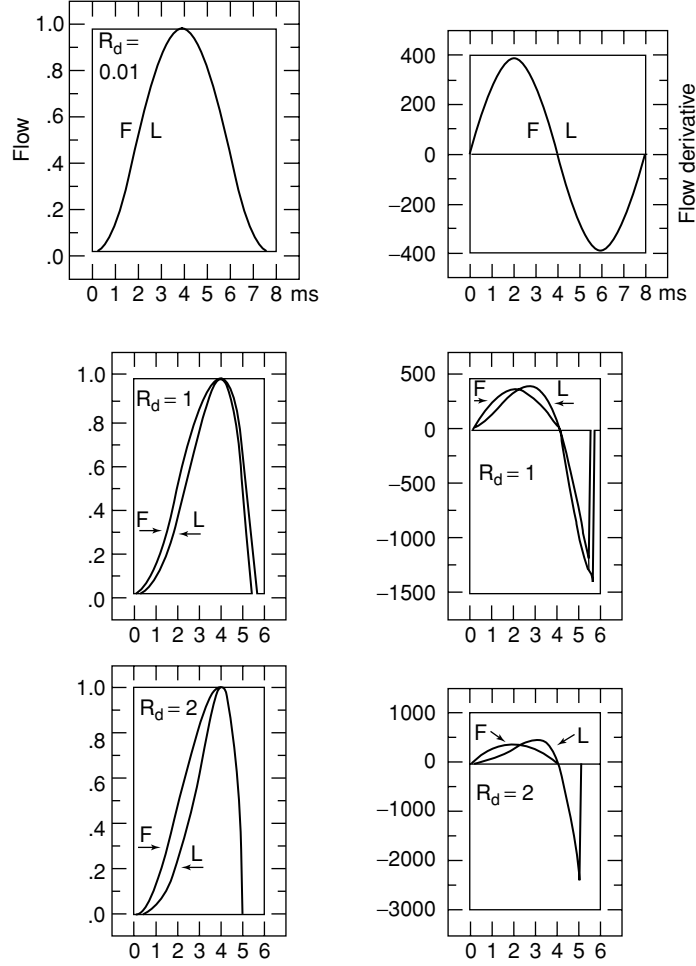 Flow
1.0
.8
.6
.4
.2
.0
R_d =
0.01
F L
0 1 2 3 4 5 6 7 8 ms
400
200
0
−200
−400
F L
Flow derivative
0 1 2 3 4 5 6 7 8 ms
1.0
.8
.6
.4
.2
.0
R_d = 1
F
L
0 1 2 3 4 5 6
500
0
−500
−1000
−1500
F
L
R_d = 1
0 1 2 3 4 5 6
1.0
.8
.6
.4
.2
.0
R_d = 2
F
L
0 1 2 3 4 5 6
1000
0
−1000
−2000
−3000
F
L
R_d = 2
0 1 2 3 4 5 6